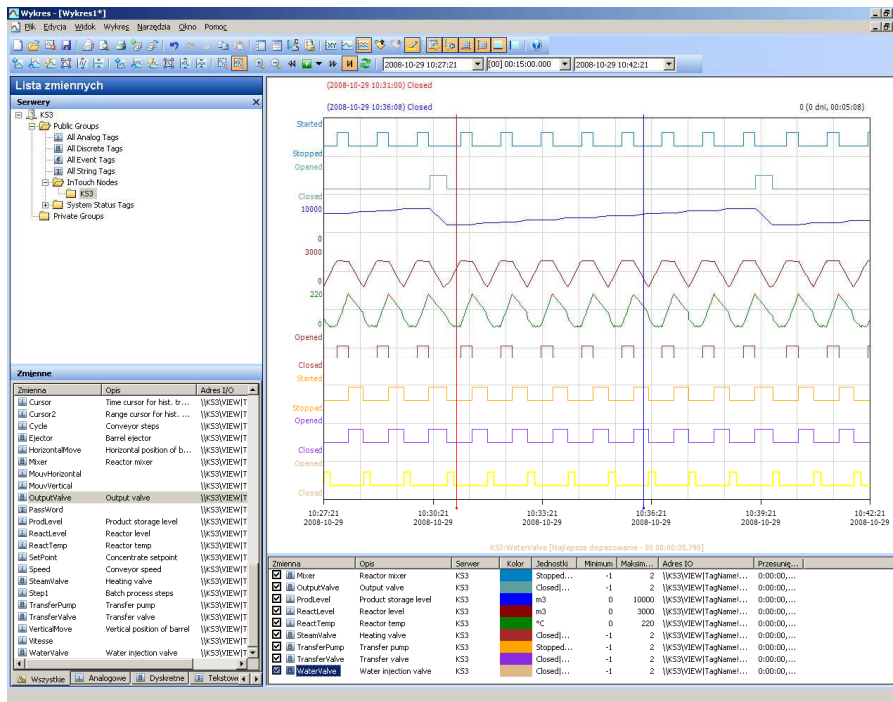 Wykres - [Wykres1*]
Plik Edycja Widok Wykres Narzędzia Okno Pomoc
2008-10-29 10:27:21 [00] 00:15:00.000 2008-10-29 10:42:21
Lista zmiennych
Serwery
KS3
Public Groups
All Analog Tags
All Discrete Tags
All Event Tags
All String Tags
InTouch Nodes
KS3
System Status Tags
Private Groups
Zmienne
Zmienna Opis Adres I/O
Cursor Time cursor for hist. tr... \\KS3\VIEW|T
Cursor2 Range cursor for hist. ... \\KS3\VIEW|T
Cycle Conveyor steps \\KS3\VIEW|T
Ejector Barrel ejector \\KS3\VIEW|T
HorizontalMove Horizontal position of b... \\KS3\VIEW|T
Mixer Reactor mixer \\KS3\VIEW|T
MouvHorizontal \\KS3\VIEW|T
MouvVertical \\KS3\VIEW|T
OutputValve Output valve \\KS3\VIEW|T
PassWord \\KS3\VIEW|T
ProdLevel Product storage level \\KS3\VIEW|T
ReactLevel Reactor level \\KS3\VIEW|T
ReactTemp Reactor temp \\KS3\VIEW|T
SetPoint Concentrate setpoint \\KS3\VIEW|T
Speed Conveyor speed \\KS3\VIEW|T
SteamValve Heating valve \\KS3\VIEW|T
Step1 Batch process steps \\KS3\VIEW|T
TransferPump Transfer pump \\KS3\VIEW|T
TransferValve Transfer valve \\KS3\VIEW|T
VerticalMove Vertical position of barrel \\KS3\VIEW|T
Vitesse \\KS3\VIEW|T
WaterValve Water injection valve \\KS3\VIEW|T
Wszystkie Analogowe Dyskretne Tekstowe
(2008-10-29 10:31:00) Closed
(2008-10-29 10:36:08) Closed 0 (0 dni, 00:05:08)
Started
Stopped
Opened
Closed
10000
0
3000
0
220
0
Opened
Closed
Started
Stopped
Opened
Closed
Opened
Closed
10:27:21 10:30:21 10:33:21 10:36:21 10:39:21 10:42:21
2008-10-29 2008-10-29 2008-10-29 2008-10-29 2008-10-29 2008-10-29
KS3:WaterValve [Najlepsze dopasowanie - 00 00:00:05.790]
Zmienna Opis Serwer Kolor Jednostki Minimum Maksim... Adres IO Przesunię...
Mixer Reactor mixer KS3 Stopped... -1 2 \\KS3\VIEW|TagName!... 0:00:00,...
OutputValve Output valve KS3 Closed|... -1 2 \\KS3\VIEW|TagName!... 0:00:00,...
ProdLevel Product storage level KS3 m3 0 10000 \\KS3\VIEW|TagName!... 0:00:00,...
ReactLevel Reactor level KS3 m3 0 3000 \\KS3\VIEW|TagName!... 0:00:00,...
ReactTemp Reactor temp KS3 °C 0 220 \\KS3\VIEW|TagName!... 0:00:00,...
SteamValve Heating valve KS3 Closed|... -1 2 \\KS3\VIEW|TagName!... 0:00:00,...
TransferPump Transfer pump KS3 Stopped... -1 2 \\KS3\VIEW|TagName!... 0:00:00,...
TransferValve Transfer valve KS3 Closed|... -1 2 \\KS3\VIEW|TagName!... 0:00:00,...
WaterValve Water injection valve KS3 Closed|... -1 2 \\KS3\VIEW|TagName!... 0:00:00,...